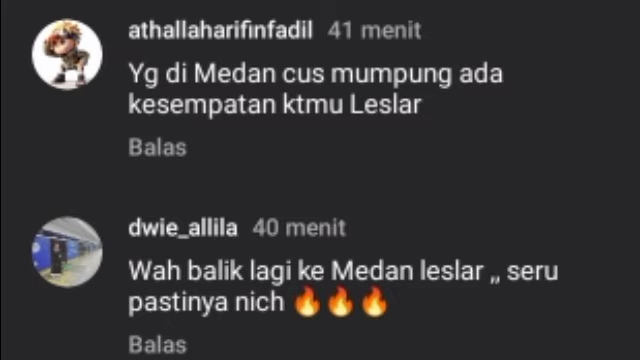 athallaharifinfadil 41 menit
Yg di Medan cus mumpung ada
kesempatan ktmu Leslar
Balas
dwie_allila 40 menit
Wah balik lagi ke Medan leslar ,, seru
pastinya nich 🔥🔥🔥
Balas